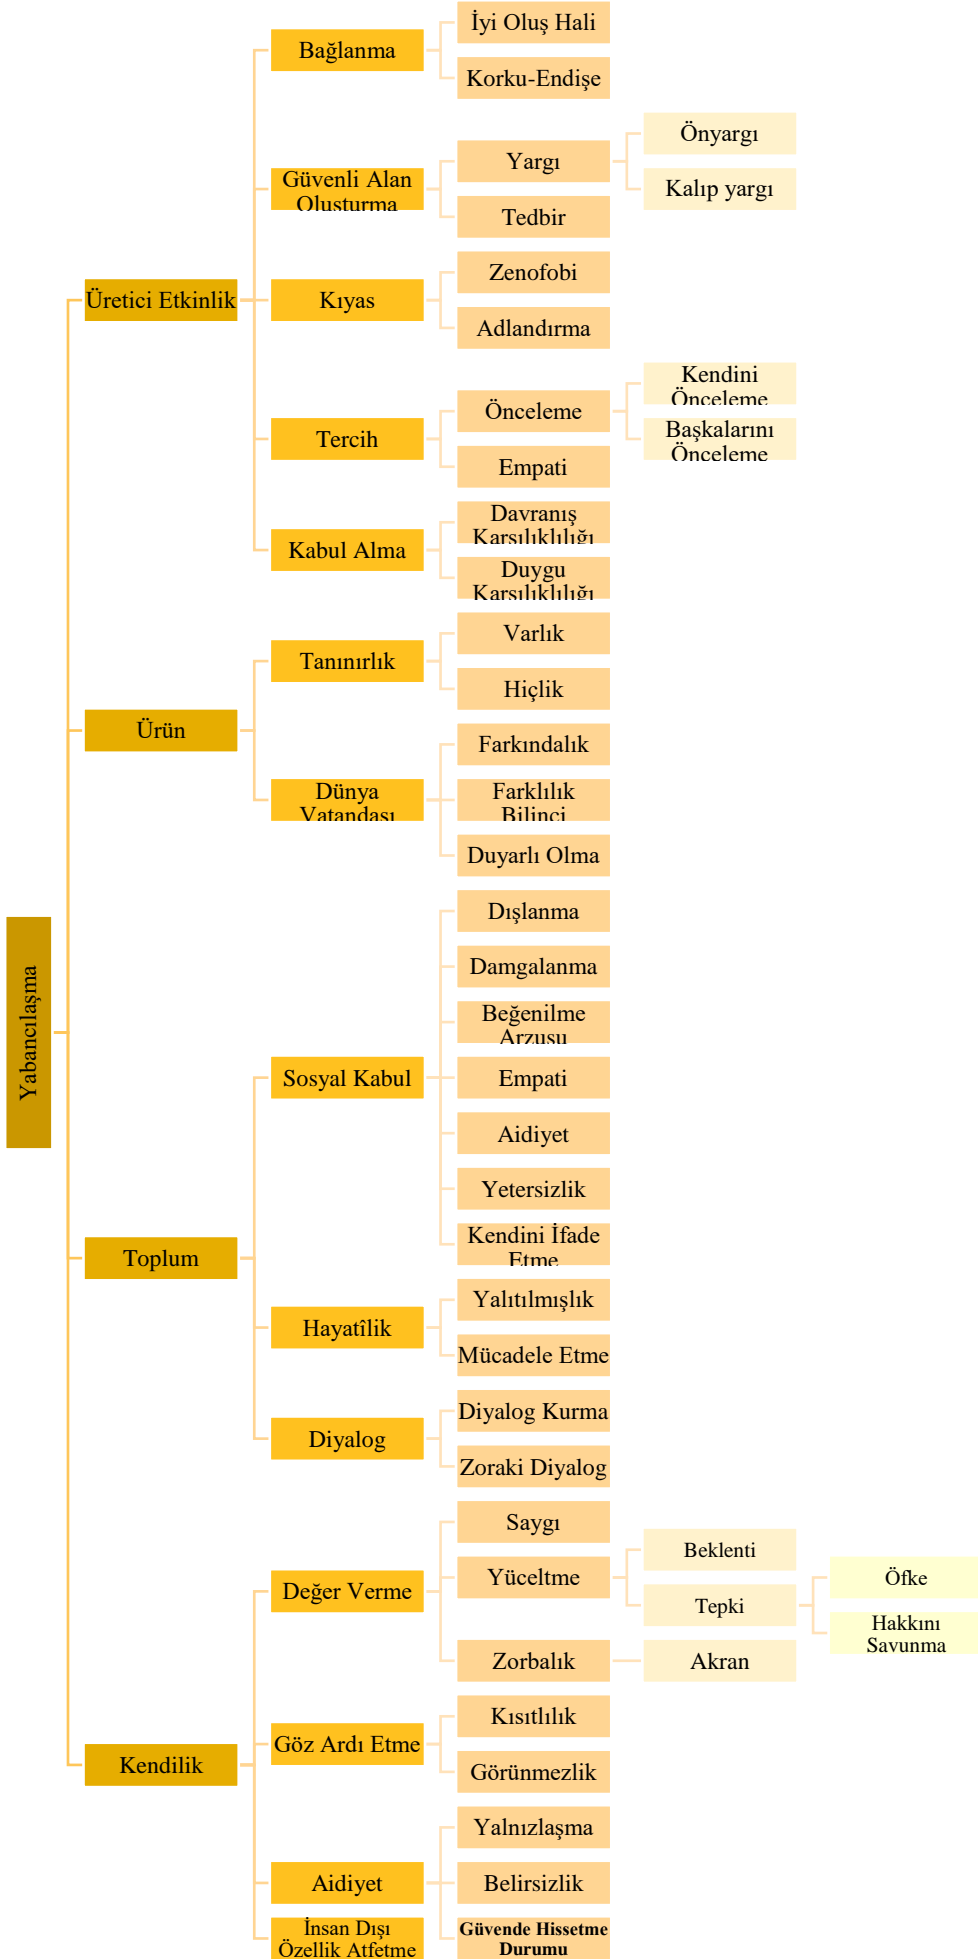 Yabancılaşma
Üretici Etkinlik
Bağlanma
İyi Oluş Hali
Korku-Endişe
Güvenli Alan
Oluşturma
Yargı
Önyargı
Kalıp yargı
Tedbir
Kıyas
Zenofobi
Adlandırma
Tercih
Önceleme
Kendini
Önceleme
Başkalarını
Önceleme
Empati
Kabul Alma
Davranış
Karşılıklılığı
Duygu
Karşılıklılığı
Ürün
Tanınırlık
Varlık
Hiçlik
Dünya
Vatandaşı
Farkındalık
Farklılık
Bilinci
Duyarlı Olma
Toplum
Sosyal Kabul
Dışlanma
Damgalanma
Beğenilme
Arzusu
Empati
Aidiyet
Yetersizlik
Kendini İfade
Etme
Hayatîlik
Yalıtılmışlık
Mücadele Etme
Diyalog
Diyalog Kurma
Zoraki Diyalog
Kendilik
Değer Verme
Saygı
Yüceltme
Beklenti
Tepki
Öfke
Hakkını
Savunma
Zorbalık
Akran
Göz Ardı Etme
Kısıtlılık
Görünmezlik
Aidiyet
Yalnızlaşma
Belirsizlik
Güvende Hissetme
Durumu
İnsan Dışı
Özellik Atfetme